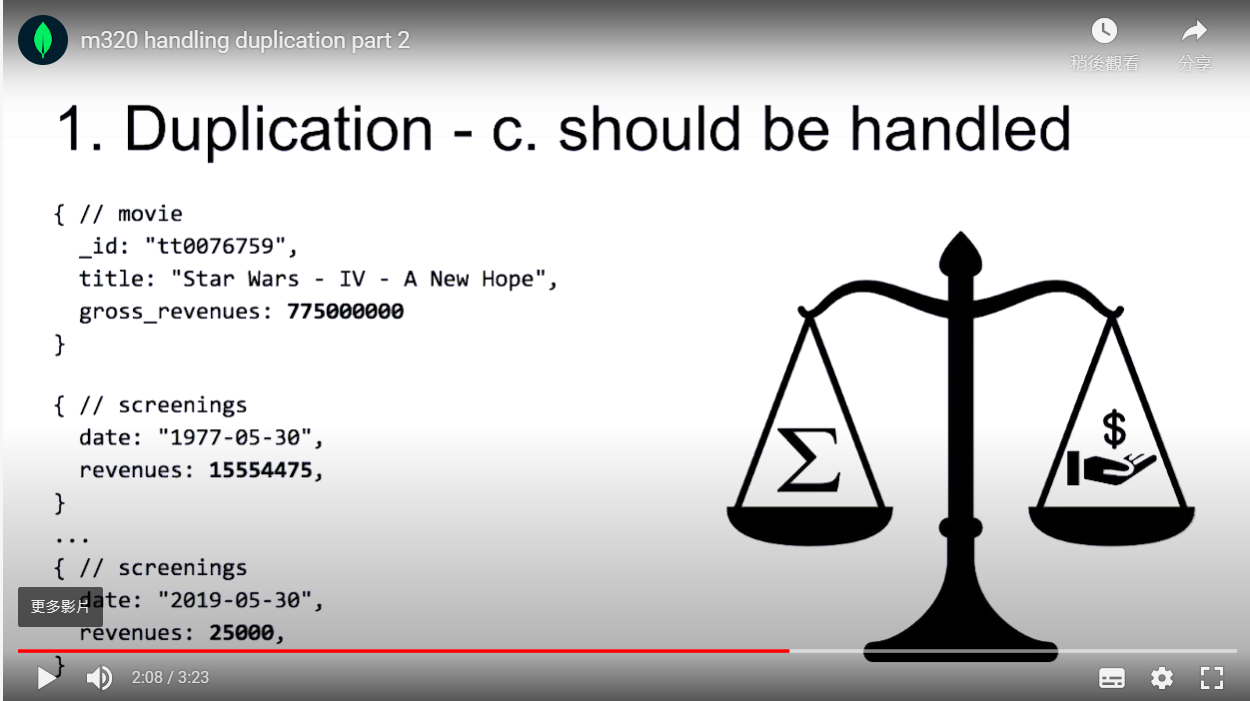 m320 handling duplication part 2
稍後觀看
分享
1. Duplication - c. should be handled
{ // movie
_id: "tt0076759",
title: "Star Wars - IV - A New Hope",
gross_revenues: 775000000
}
{ // screenings
date: "1977-05-30",
revenues: 15554475,
}
...
{ // screenings
date: "2019-05-30",
revenues: 25000,
}
Σ
$
更多影片
2:08 / 3:23